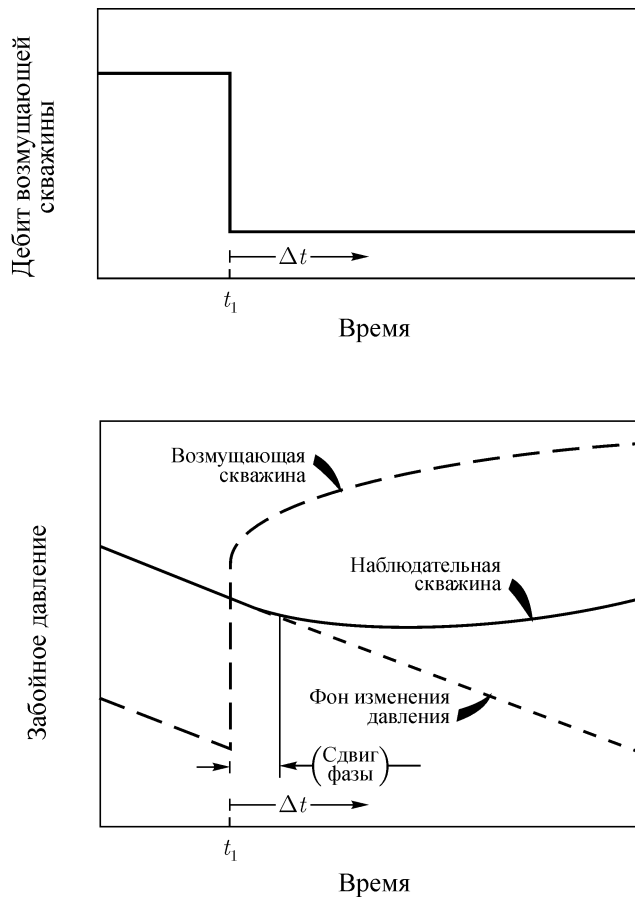 Дебит возмущающей
скважины
Δt
t₁
Время
Забойное давление
Возмущающая
скважина
Наблюдательная
скважина
Фон изменения
давления
(Сдвиг
фазы)
Δt
t₁
Время